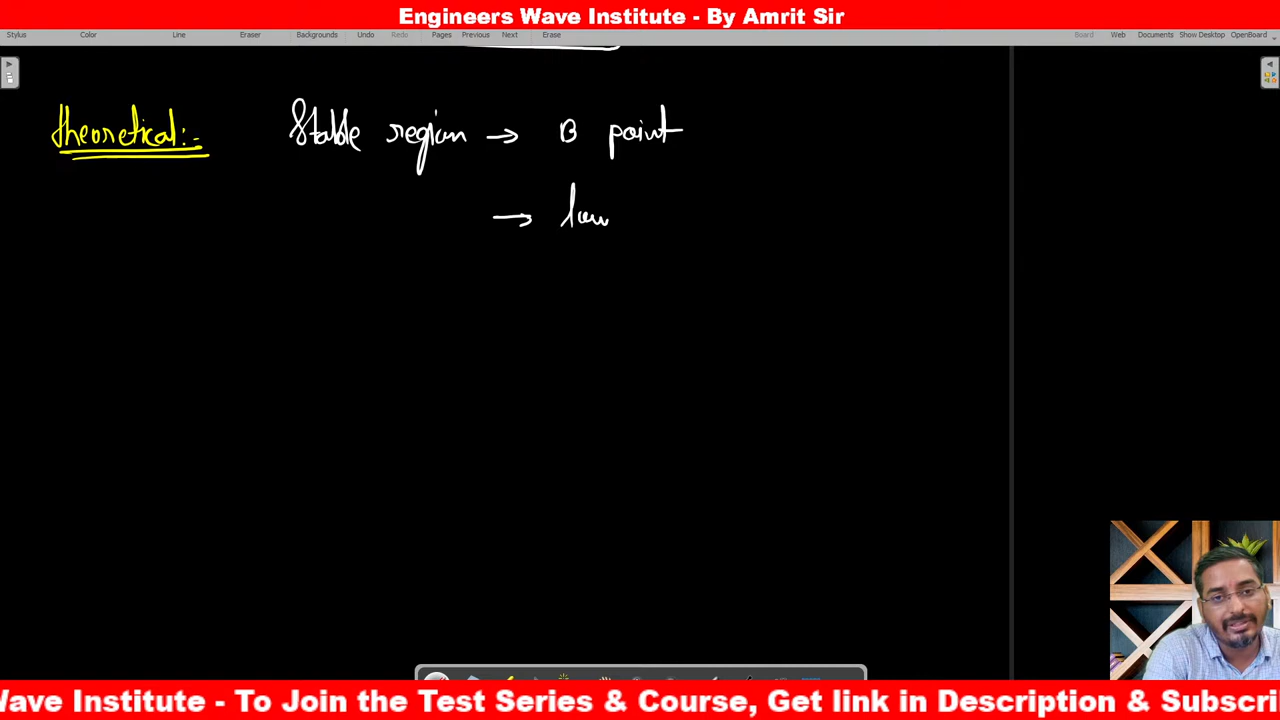 Engineers Wave Institute - By Amrit Sir
Stylus Color Line Eraser Backgrounds Undo Redo Pages Previous Next Erase Board Web Documents Show Desktop OpenBoard
theoretical:- Stable region → B point
→ low
Wave Institute - To Join the Test Series & Course, Get link in Description & Subscri